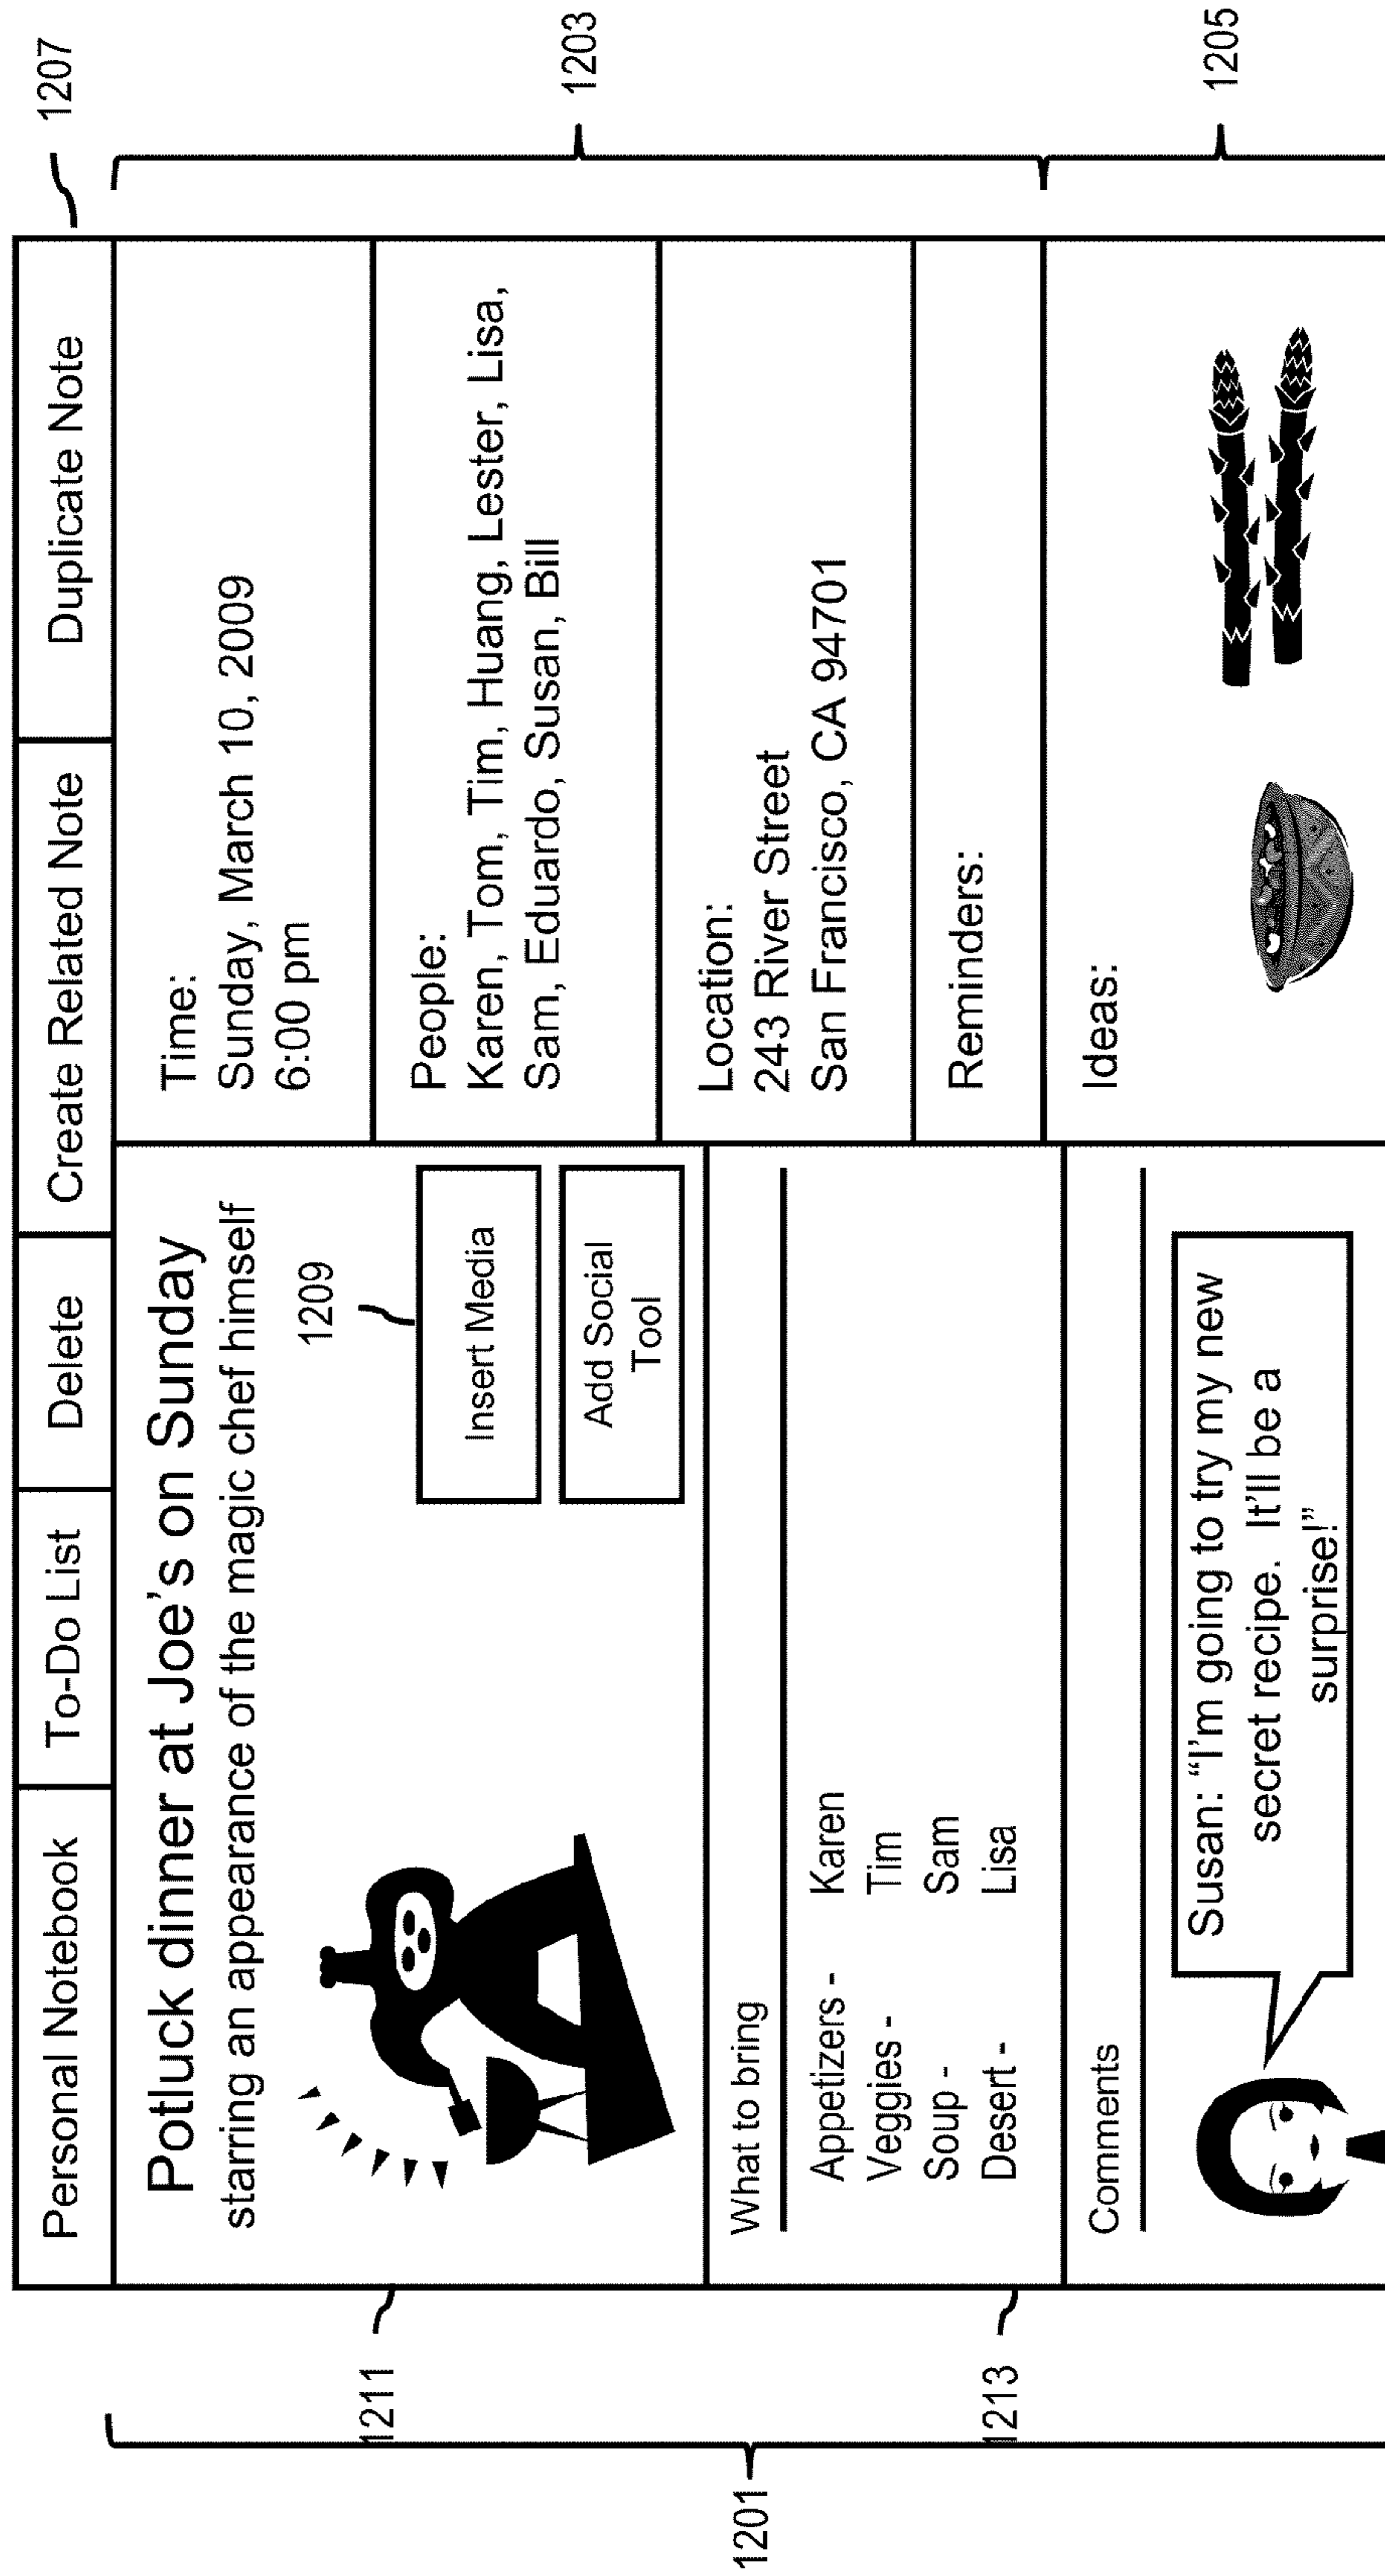 Personal Notebook
To-Do List
Delete
Create Related Note
Duplicate Note
1207
Potluck dinner at Joe's on Sunday
starring an appearance of the magic chef himself
1209
Insert Media
Add Social
Tool
1211
What to bring
Appetizers - Karen
Veggies - Tim
Soup - Sam
Desert - Lisa
1213
1201
Comments
Susan: “I'm going to try my new
secret recipe. It'll be a
surprise!”
Time:
Sunday, March 10, 2009
6:00 pm
People:
Karen, Tom, Tim, Huang, Lester, Lisa,
Sam, Eduardo, Susan, Bill
Location:
243 River Street
San Francisco, CA 94701
Reminders:
1203
Ideas:
1205